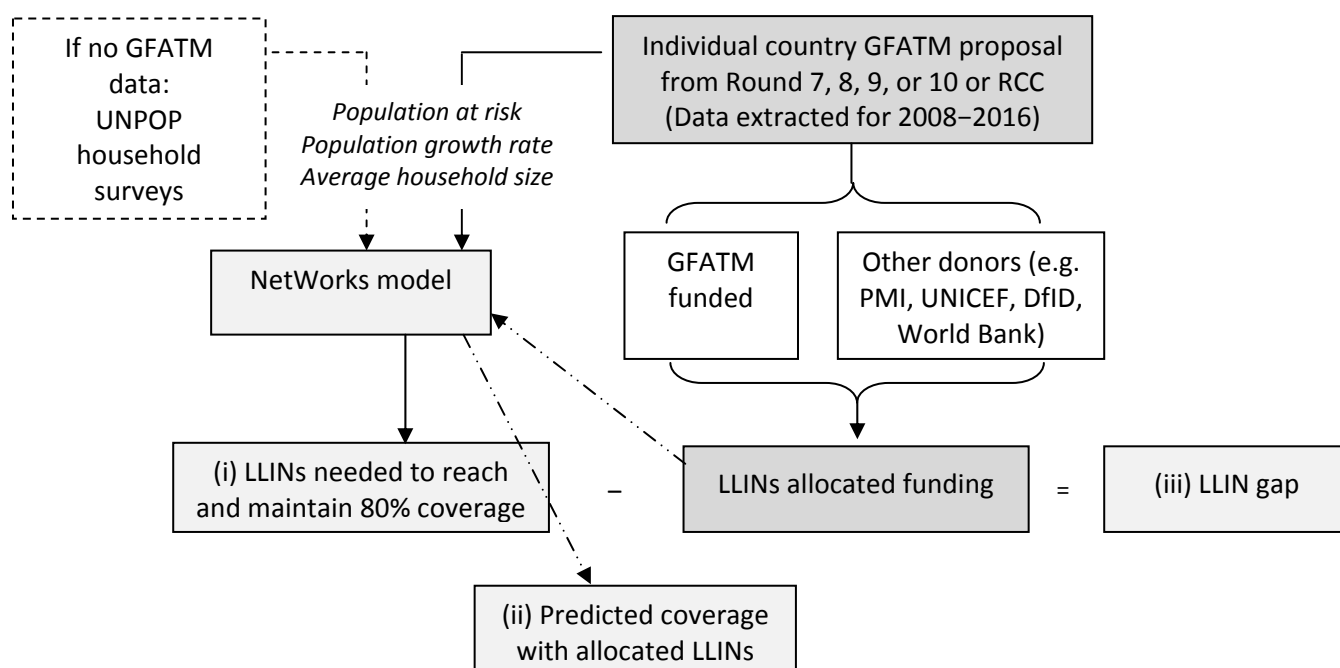 If no GFATM
data:
UNPOP
household
surveys
Population at risk
Population growth rate
Average household size
Individual country GFATM proposal
from Round 7, 8, 9, or 10 or RCC
(Data extracted for 2008−2016)
NetWorks model
GFATM
funded
Other donors (e.g.
PMI, UNICEF, DfID,
World Bank)
(i) LLINs needed to reach
and maintain 80% coverage
−
LLINs allocated funding
=
(iii) LLIN gap
(ii) Predicted coverage
with allocated LLINs